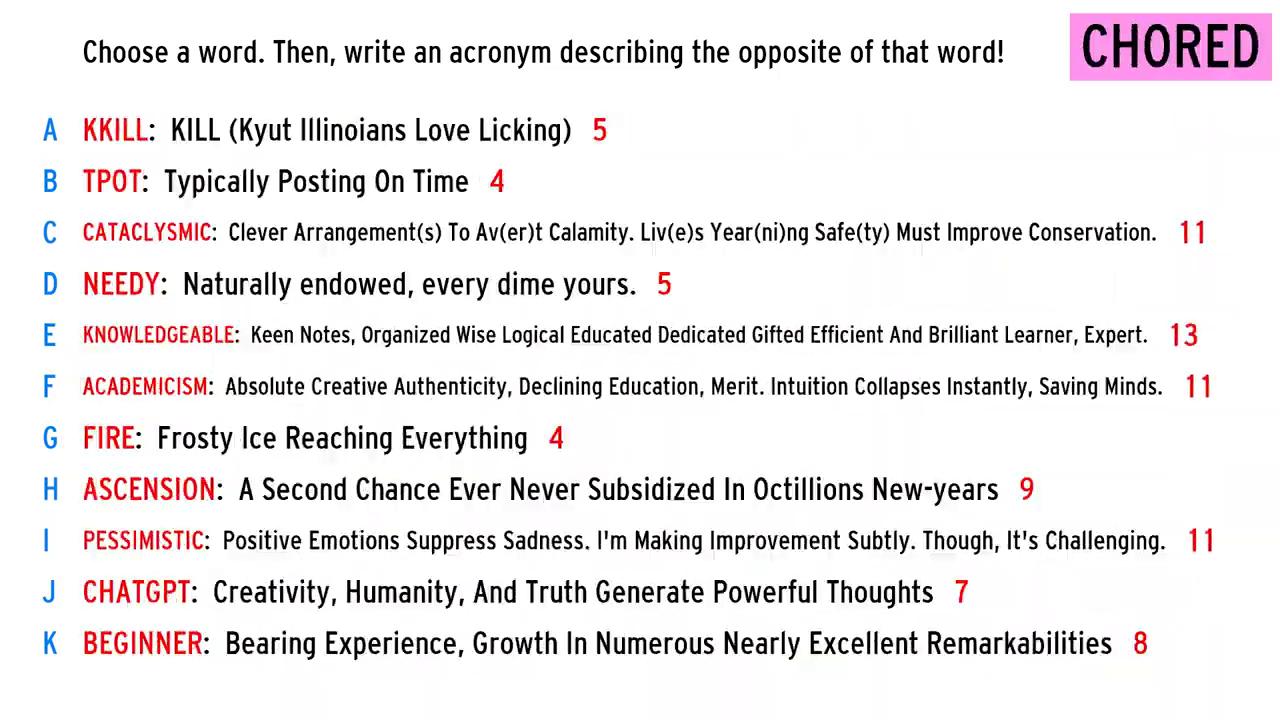 Choose a word. Then, write an acronym describing the opposite of that word!
CHORED
A KKILL: KILL (Kyut Illinoians Love Licking) 5
B TPOT: Typically Posting On Time 4
C CATACLYSMIC: Clever Arrangement(s) To Av(er)t Calamity. Liv(e)s Year(ni)ng Safe(ty) Must Improve Conservation. 11
D NEEDY: Naturally endowed, every dime yours. 5
E KNOWLEDGEABLE: Keen Notes, Organized Wise Logical Educated Dedicated Gifted Efficient And Brilliant Learner, Expert. 13
F ACADEMICISM: Absolute Creative Authenticity, Declining Education, Merit. Intuition Collapses Instantly, Saving Minds. 11
G FIRE: Frosty Ice Reaching Everything 4
H ASCENSION: A Second Chance Ever Never Subsidized In Octillions New-years 9
I PESSIMISTIC: Positive Emotions Suppress Sadness. I'm Making Improvement Subtly. Though, It's Challenging. 11
J CHATGPT: Creativity, Humanity, And Truth Generate Powerful Thoughts 7
K BEGINNER: Bearing Experience, Growth In Numerous Nearly Excellent Remarkabilities 8